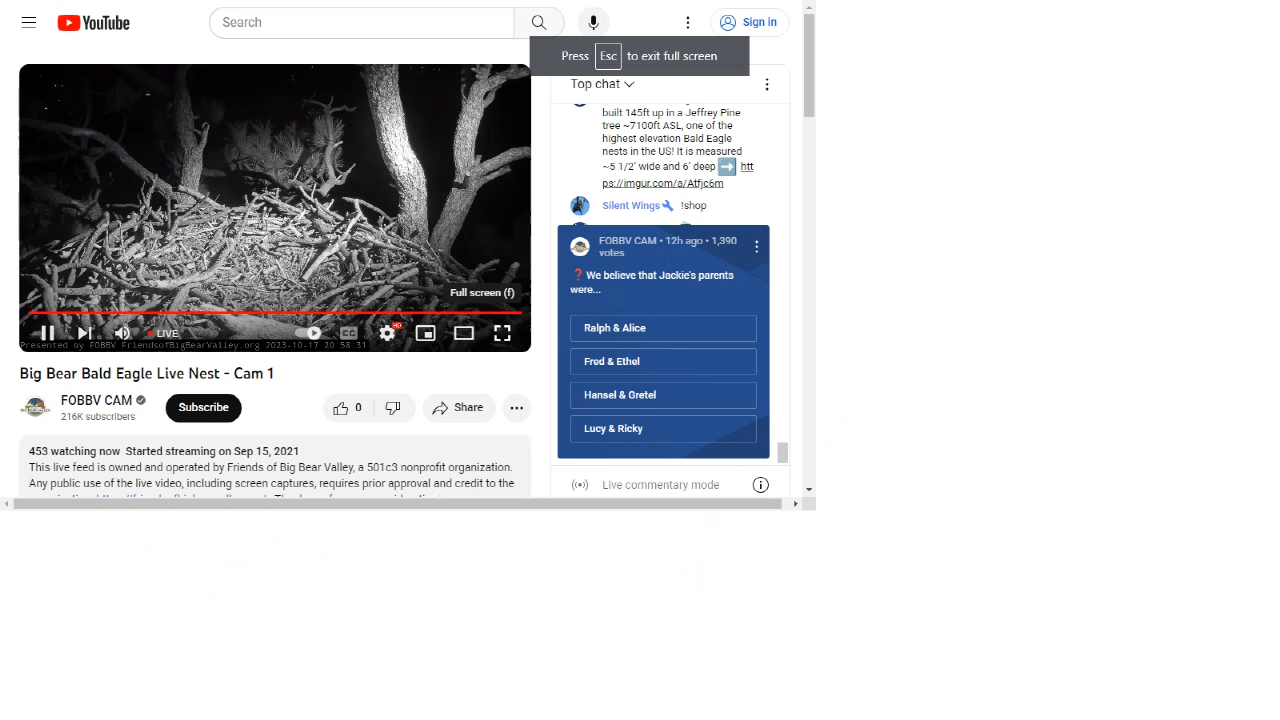 YouTube
Search
Sign in
Press Esc to exit full screen
Top chat
built 145ft up in a Jeffrey Pine
tree ~7100ft ASL, one of the
highest elevation Bald Eagle
nests in the US! It is measured
~5 1/2' wide and 6' deep ➡️ htt
ps://imgur.com/a/Atfjc6m
Silent Wings !shop
FOBBV CAM • 12h ago • 1,390
votes
❓We believe that Jackie's parents
were...
Ralph & Alice
Fred & Ethel
Hansel & Gretel
Lucy & Ricky
Live commentary mode
Full screen (f)
LIVE
CC
HD
Presented by FOBBV FriendsofBigBearValley.org 2023-10-17 20 58 31
Big Bear Bald Eagle Live Nest - Cam 1
FOBBV CAM
216K subscribers
Subscribe
0
Share
453 watching now Started streaming on Sep 15, 2021
This live feed is owned and operated by Friends of Big Bear Valley, a 501c3 nonprofit organization.
Any public use of the live video, including screen captures, requires prior approval and credit to the